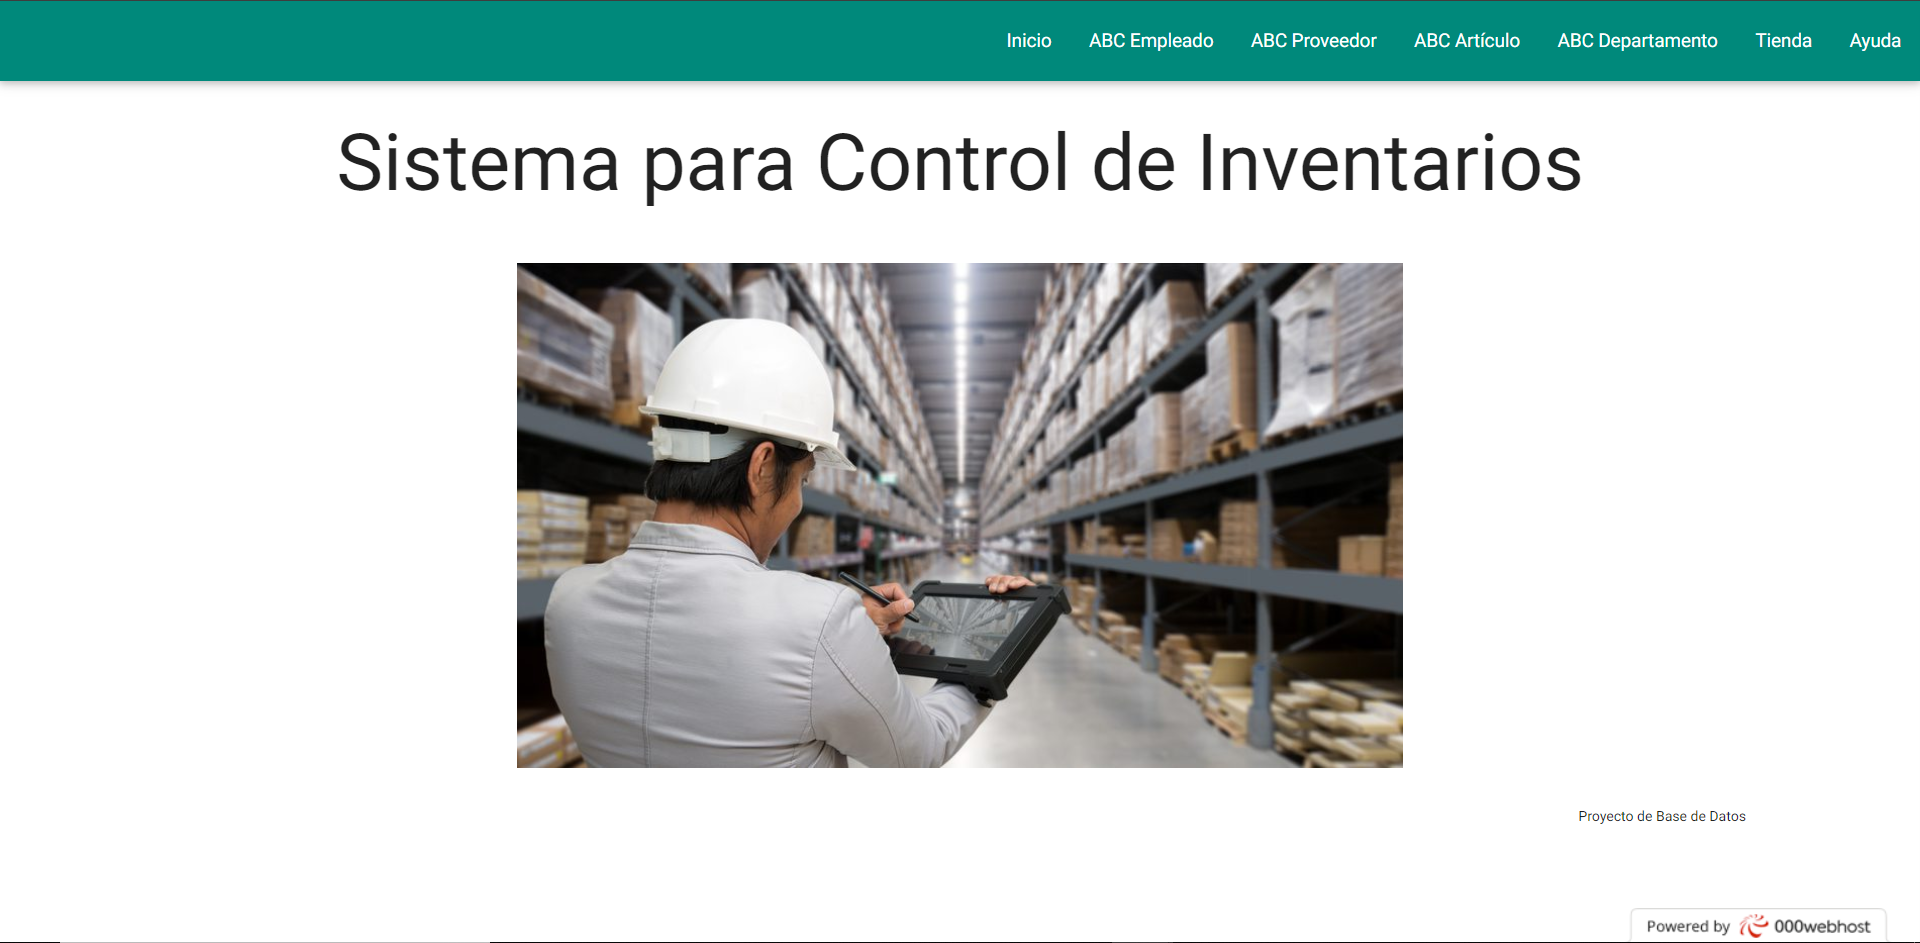 Inicio ABC Empleado ABC Proveedor ABC Artículo ABC Departamento Tienda Ayuda
Sistema para Control de Inventarios
Proyecto de Base de Datos
Powered by 000webhost